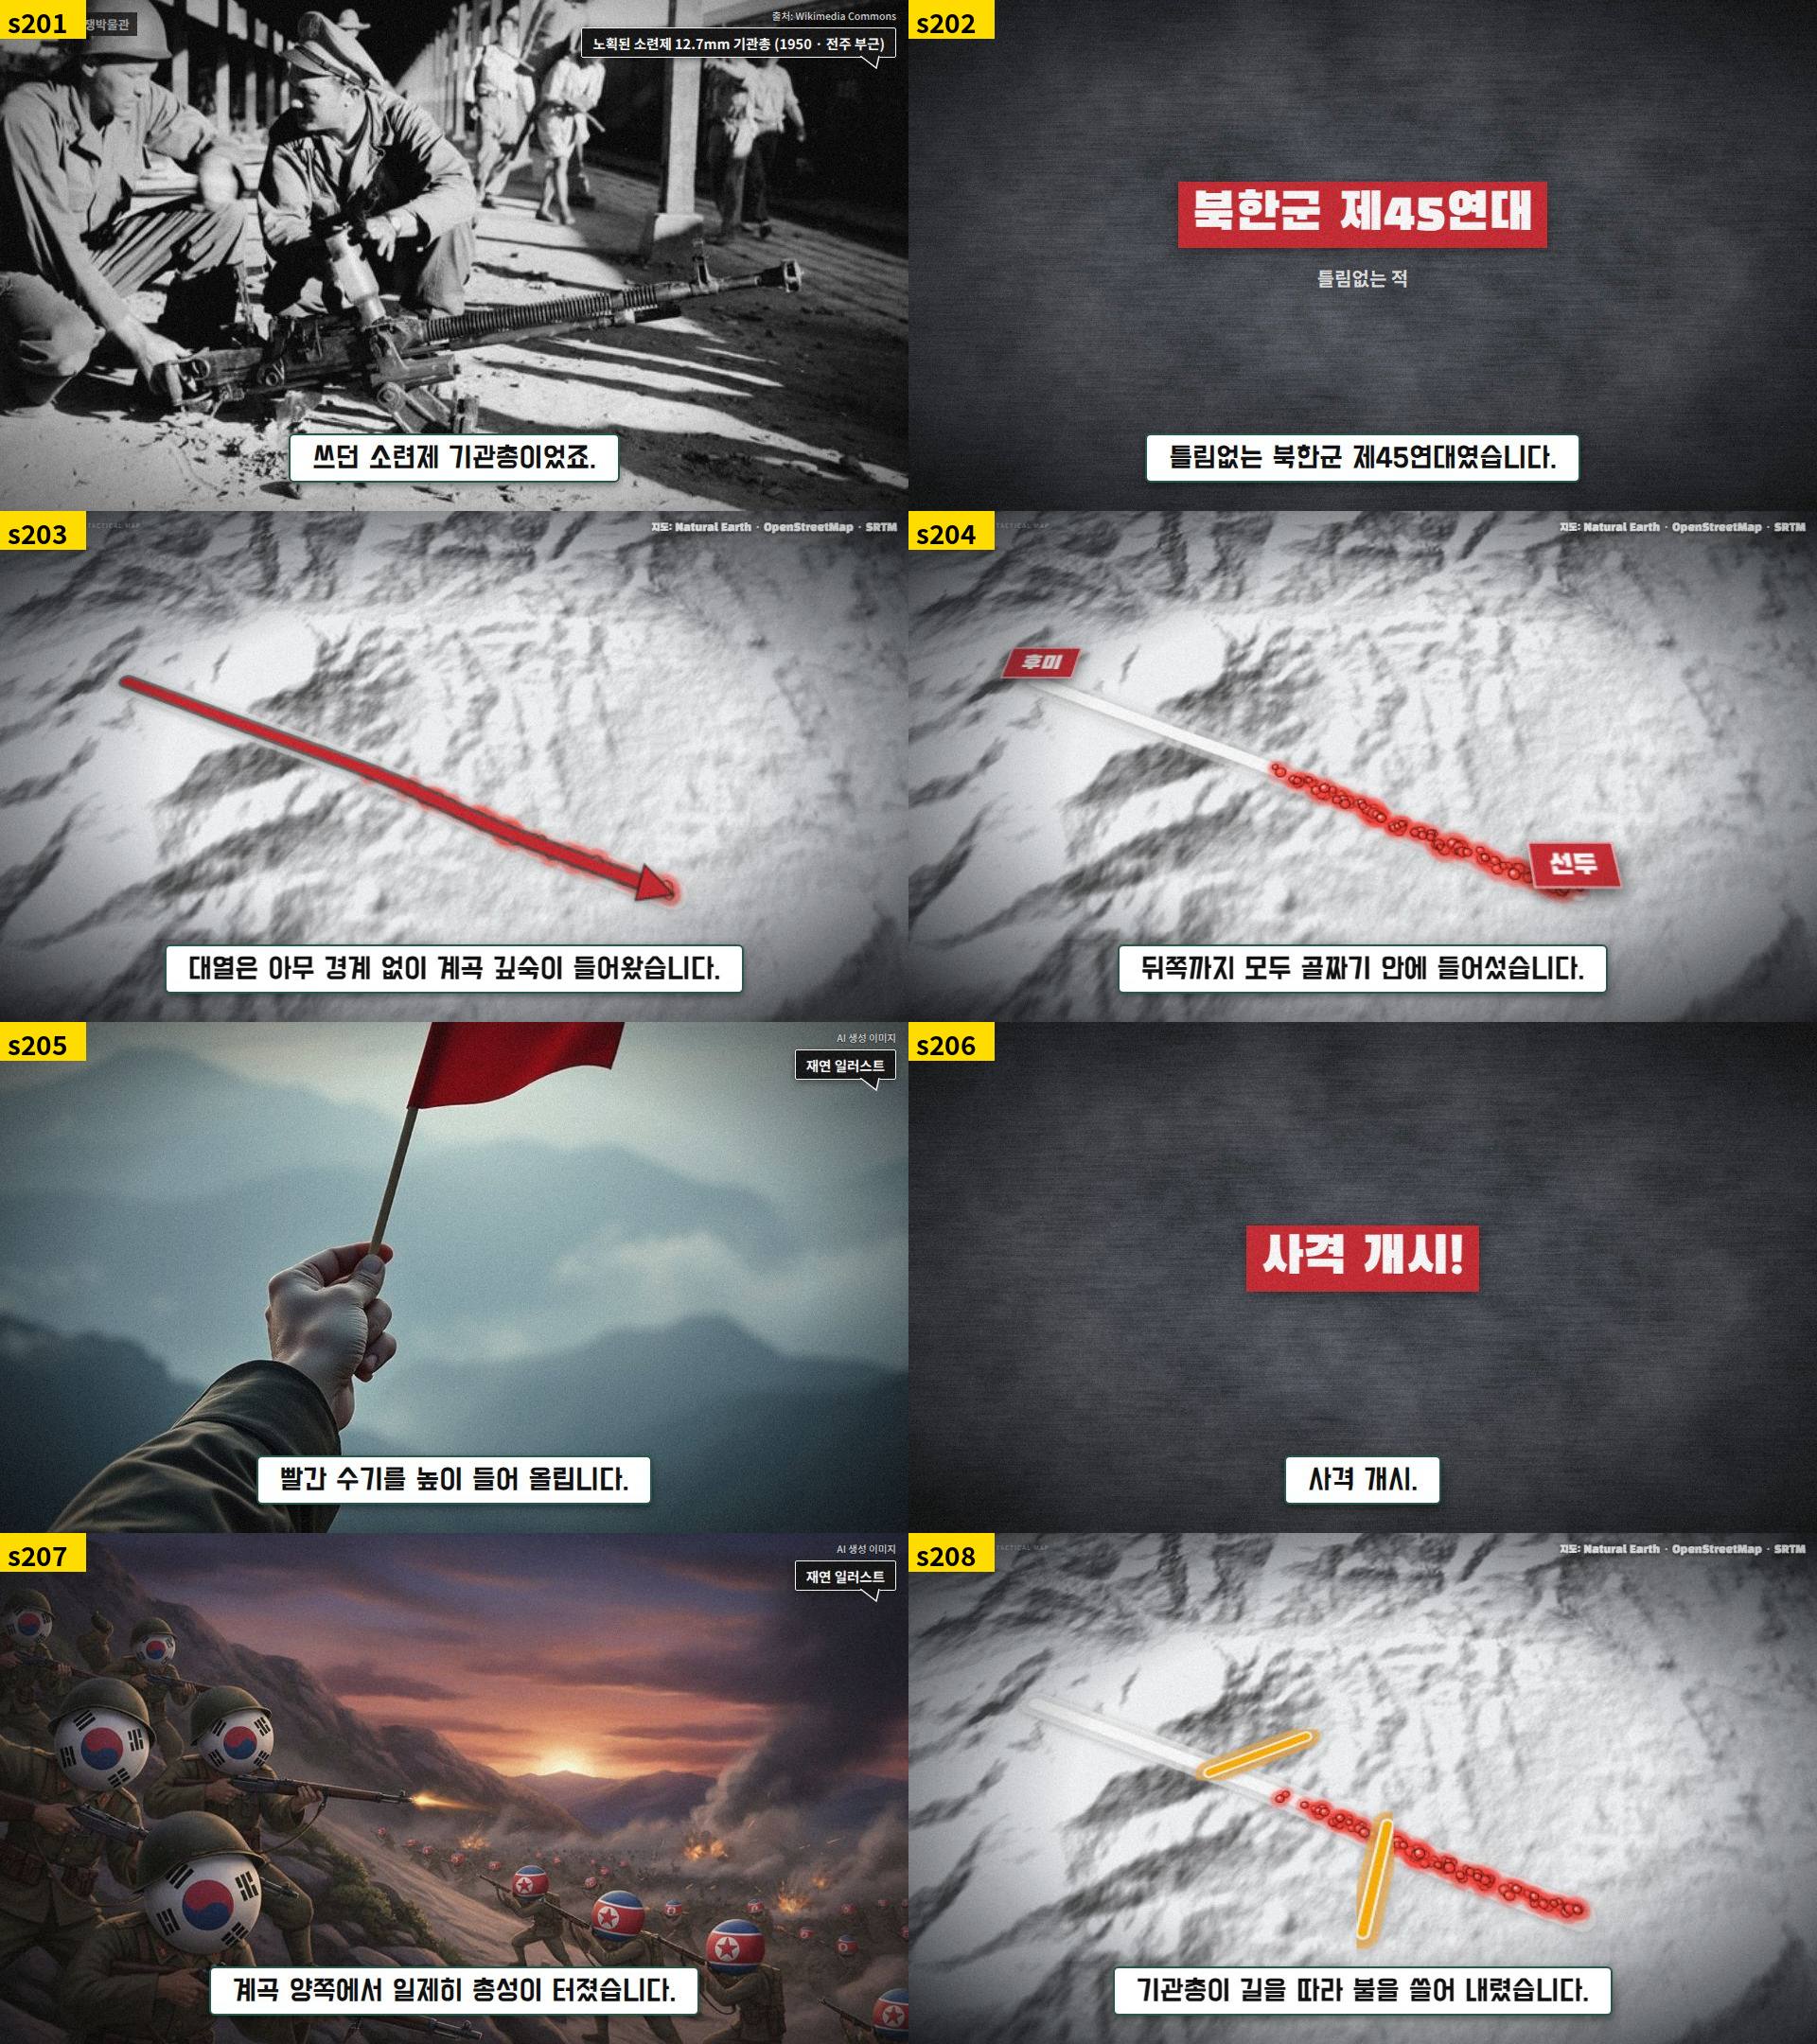 s201
쟁박물관
출처: Wikimedia Commons
노획된 소련제 12.7mm 기관총 (1950 · 전주 부근)
쓰던 소련제 기관총이었죠.
s202
북한군 제45연대
틀림없는 적
틀림없는 북한군 제45연대였습니다.
s203
TACTICAL MAP
지도: Natural Earth · OpenStreetMap · SRTM
대열은 아무 경계 없이 계곡 깊숙이 들어왔습니다.
s204
TACTICAL MAP
지도: Natural Earth · OpenStreetMap · SRTM
후미
선두
뒤쪽까지 모두 골짜기 안에 들어섰습니다.
s205
AI 생성 이미지
재연 일러스트
빨간 수기를 높이 들어 올립니다.
s206
사격 개시!
사격 개시.
s207
AI 생성 이미지
재연 일러스트
계곡 양쪽에서 일제히 총성이 터졌습니다.
s208
TACTICAL MAP
지도: Natural Earth · OpenStreetMap · SRTM
기관총이 길을 따라 불을 쓸어 내렸습니다.